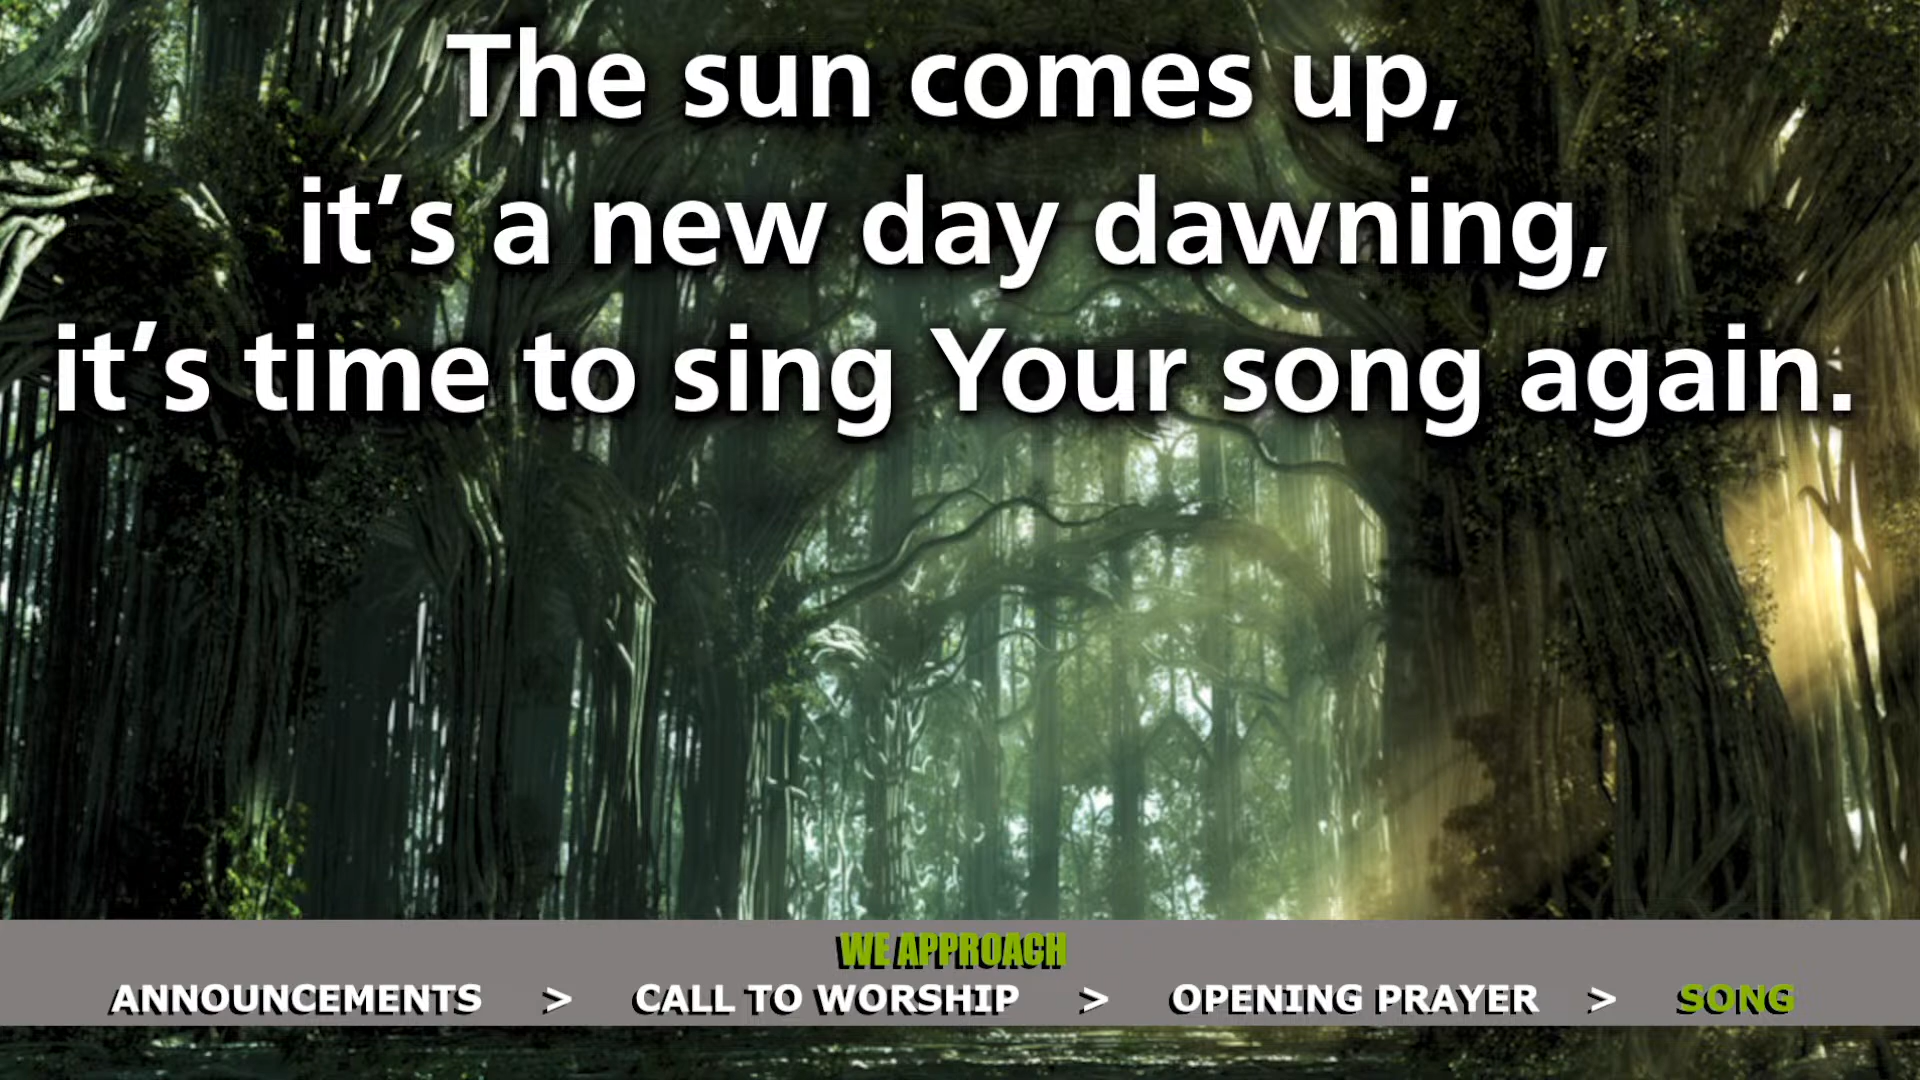 The sun comes up,
it’s a new day dawning,
it’s time to sing Your song again.
WE APPROACH
ANNOUNCEMENTS > CALL TO WORSHIP > OPENING PRAYER > SONG